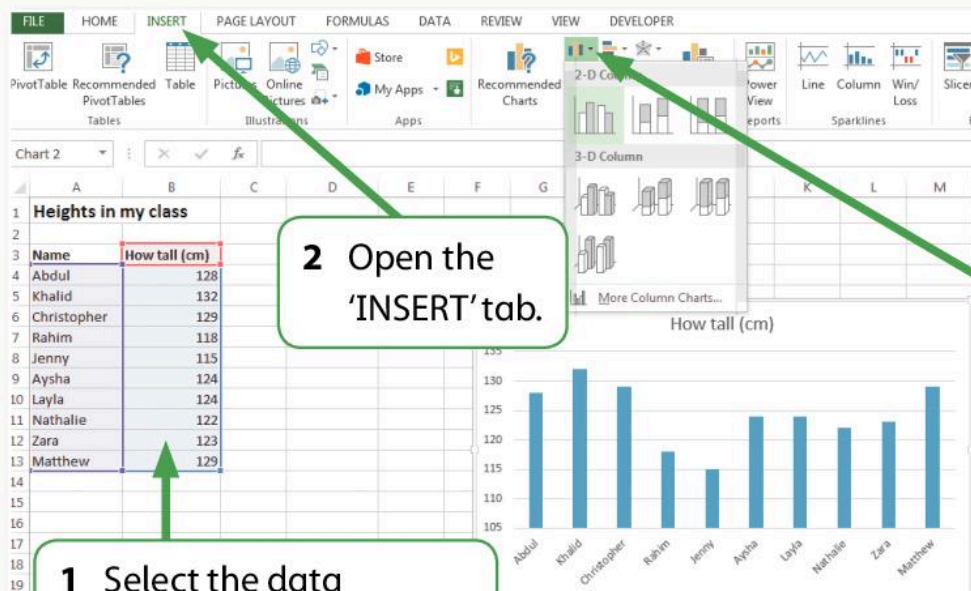 FILE HOME INSERT PAGE LAYOUT FORMULAS DATA REVIEW VIEW DEVELOPER
PivotTable Recommended PivotTables Table
Pictures Online Pictures
Store
My Apps
Recommended Charts
Line Column Win/Loss
Tables Illustrations Apps Sparklines
2-D
3-D Column
More Column Charts...
Chart 2 fx
A B C D E F G K L M
1 Heights in my class
2
3 Name How tall (cm)
4 Abdul 128
5 Khalid 132
6 Christopher 129
7 Rahim 118
8 Jenny 115
9 Aysha 124
10 Layla 124
11 Nathalie 122
12 Zara 123
13 Matthew 129
14
15
16
17
18
19
2 Open the
'INSERT' tab.
1 Select the data
How tall (cm)
135
130
125
120
115
110
105
Abdul Khalid Christopher Rahim Jenny Aysha Layla Nathalie Zara Matthew